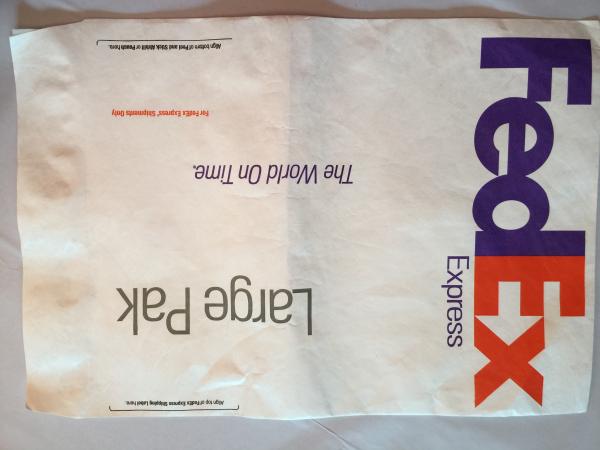 FedEx
Express
Align top of FedEx Express Shipping Label here.
Large Pak
The World On Time.
For FedEx Express® Shipments Only
Align bottom of Peel and Stick Airbill or Pouch here.